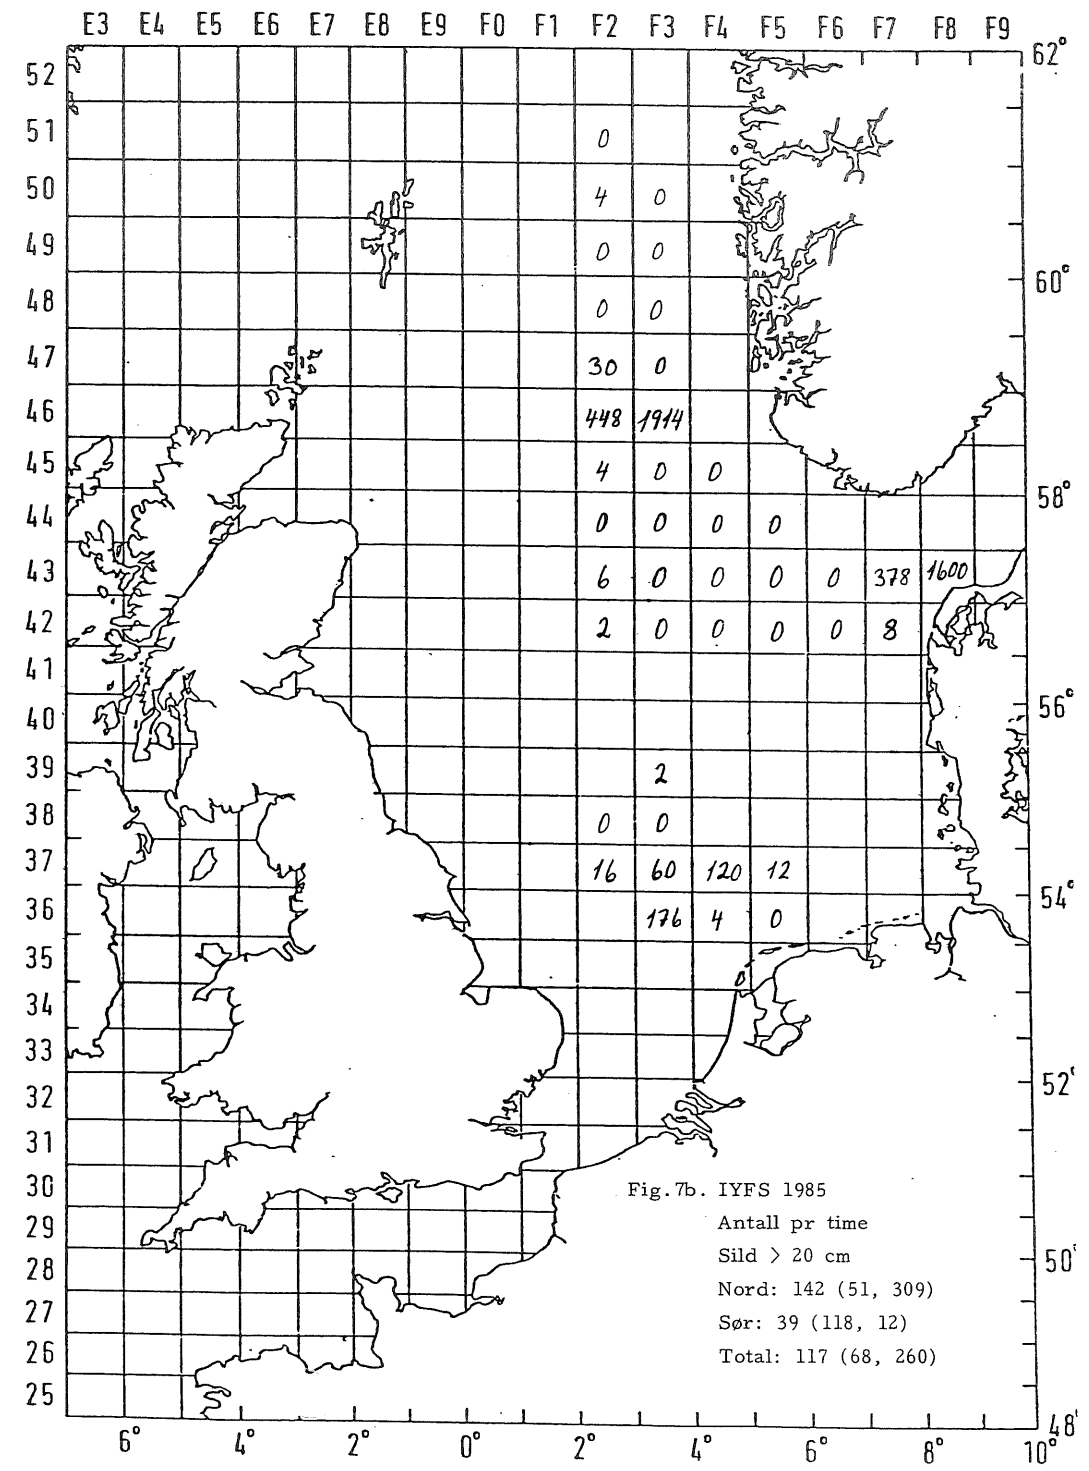 E3 E4 E5 E6 E7 E8 E9 F0 F1 F2 F3 F4 F5 F6 F7 F8 F9
62°
52
51 0
50 4 0
49 0 0
60°
48 0 0
47 30 0
46 448 1914
45 4 0 0
58°
44 0 0 0 0
43 6 0 0 0 0 378 1600
42 2 0 0 0 0 8
41
56°
40
39 2
38 0 0
37 16 60 120 12
54°
36 176 4 0
35
34
33
52°
32
31
30
Fig.7b. IYFS 1985
29
Antall pr time
Sild > 20 cm
50°
28
Nord: 142 (51, 309)
27
Sør: 39 (118, 12)
26
Total: 117 (68, 260)
25
48°
6° 4° 2° 0° 2° 4° 6° 8° 10°